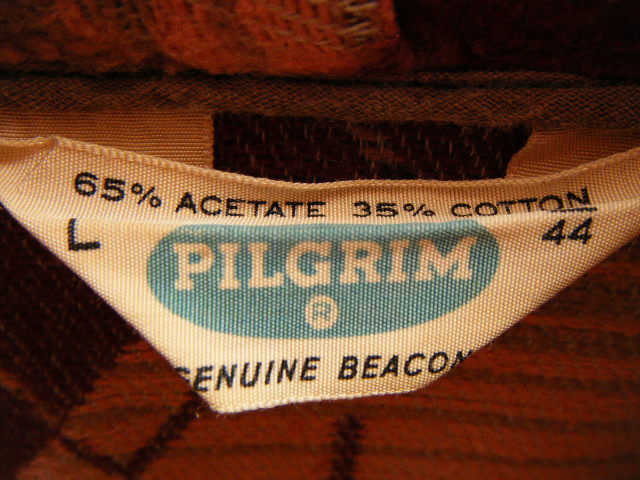 65% ACETATE 35% COTTON
L 44
PILGRIM
®
GENUINE BEACON